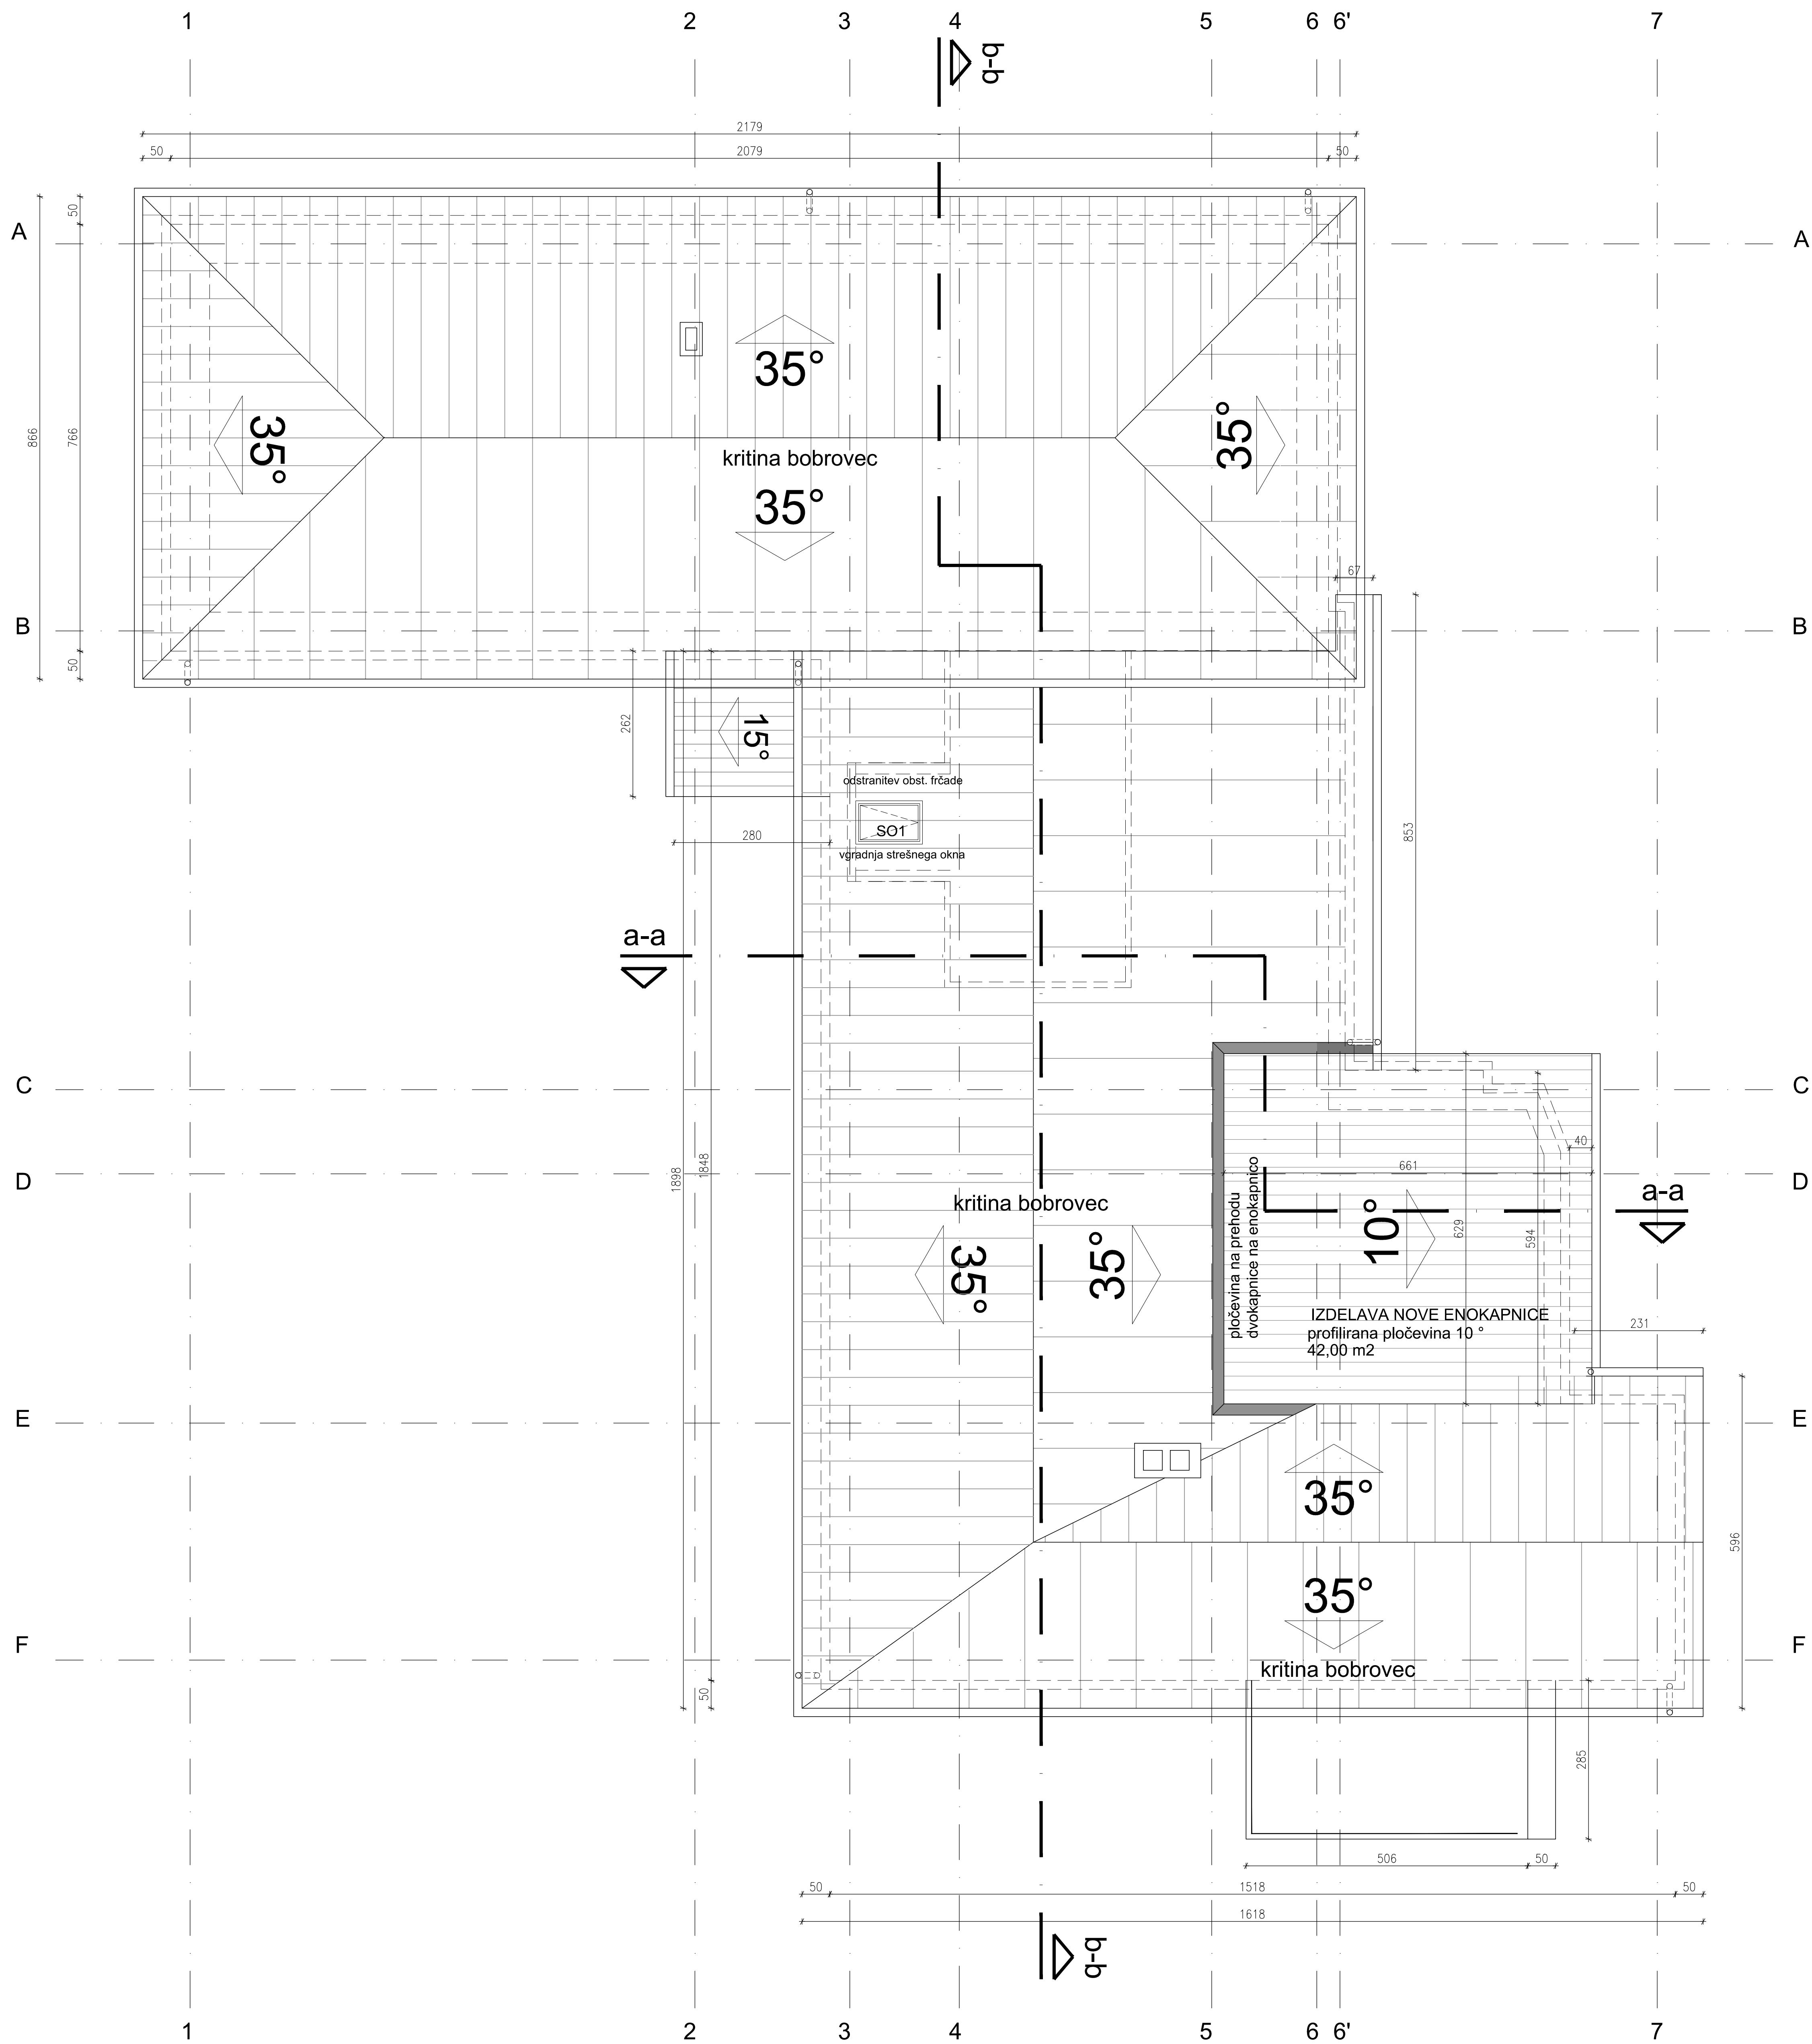 1 2 3 4 5 6 6' 7
b-b
2179
50 2079 50
A 50 A
35°
866 766 35° 35°
kritina bobrovec
35°
67
B B
50
262 15°
odstranitev obst. frčade
SO1
280 853
vgradnja strešnega okna
a-a
C C
40
1898 1848 661
D D
kritina bobrovec
a-a
pločevina na prehodu
dvokapnice na enokapnico
10° 629 594
35° 35°
IZDELAVA NOVE ENOKAPNICE
profilirana pločevina 10 °
42,00 m2
231
E E
35°
596
35°
F F
kritina bobrovec
50
285
506 50
50 1518 50
1618
b-b
1 2 3 4 5 6 6' 7